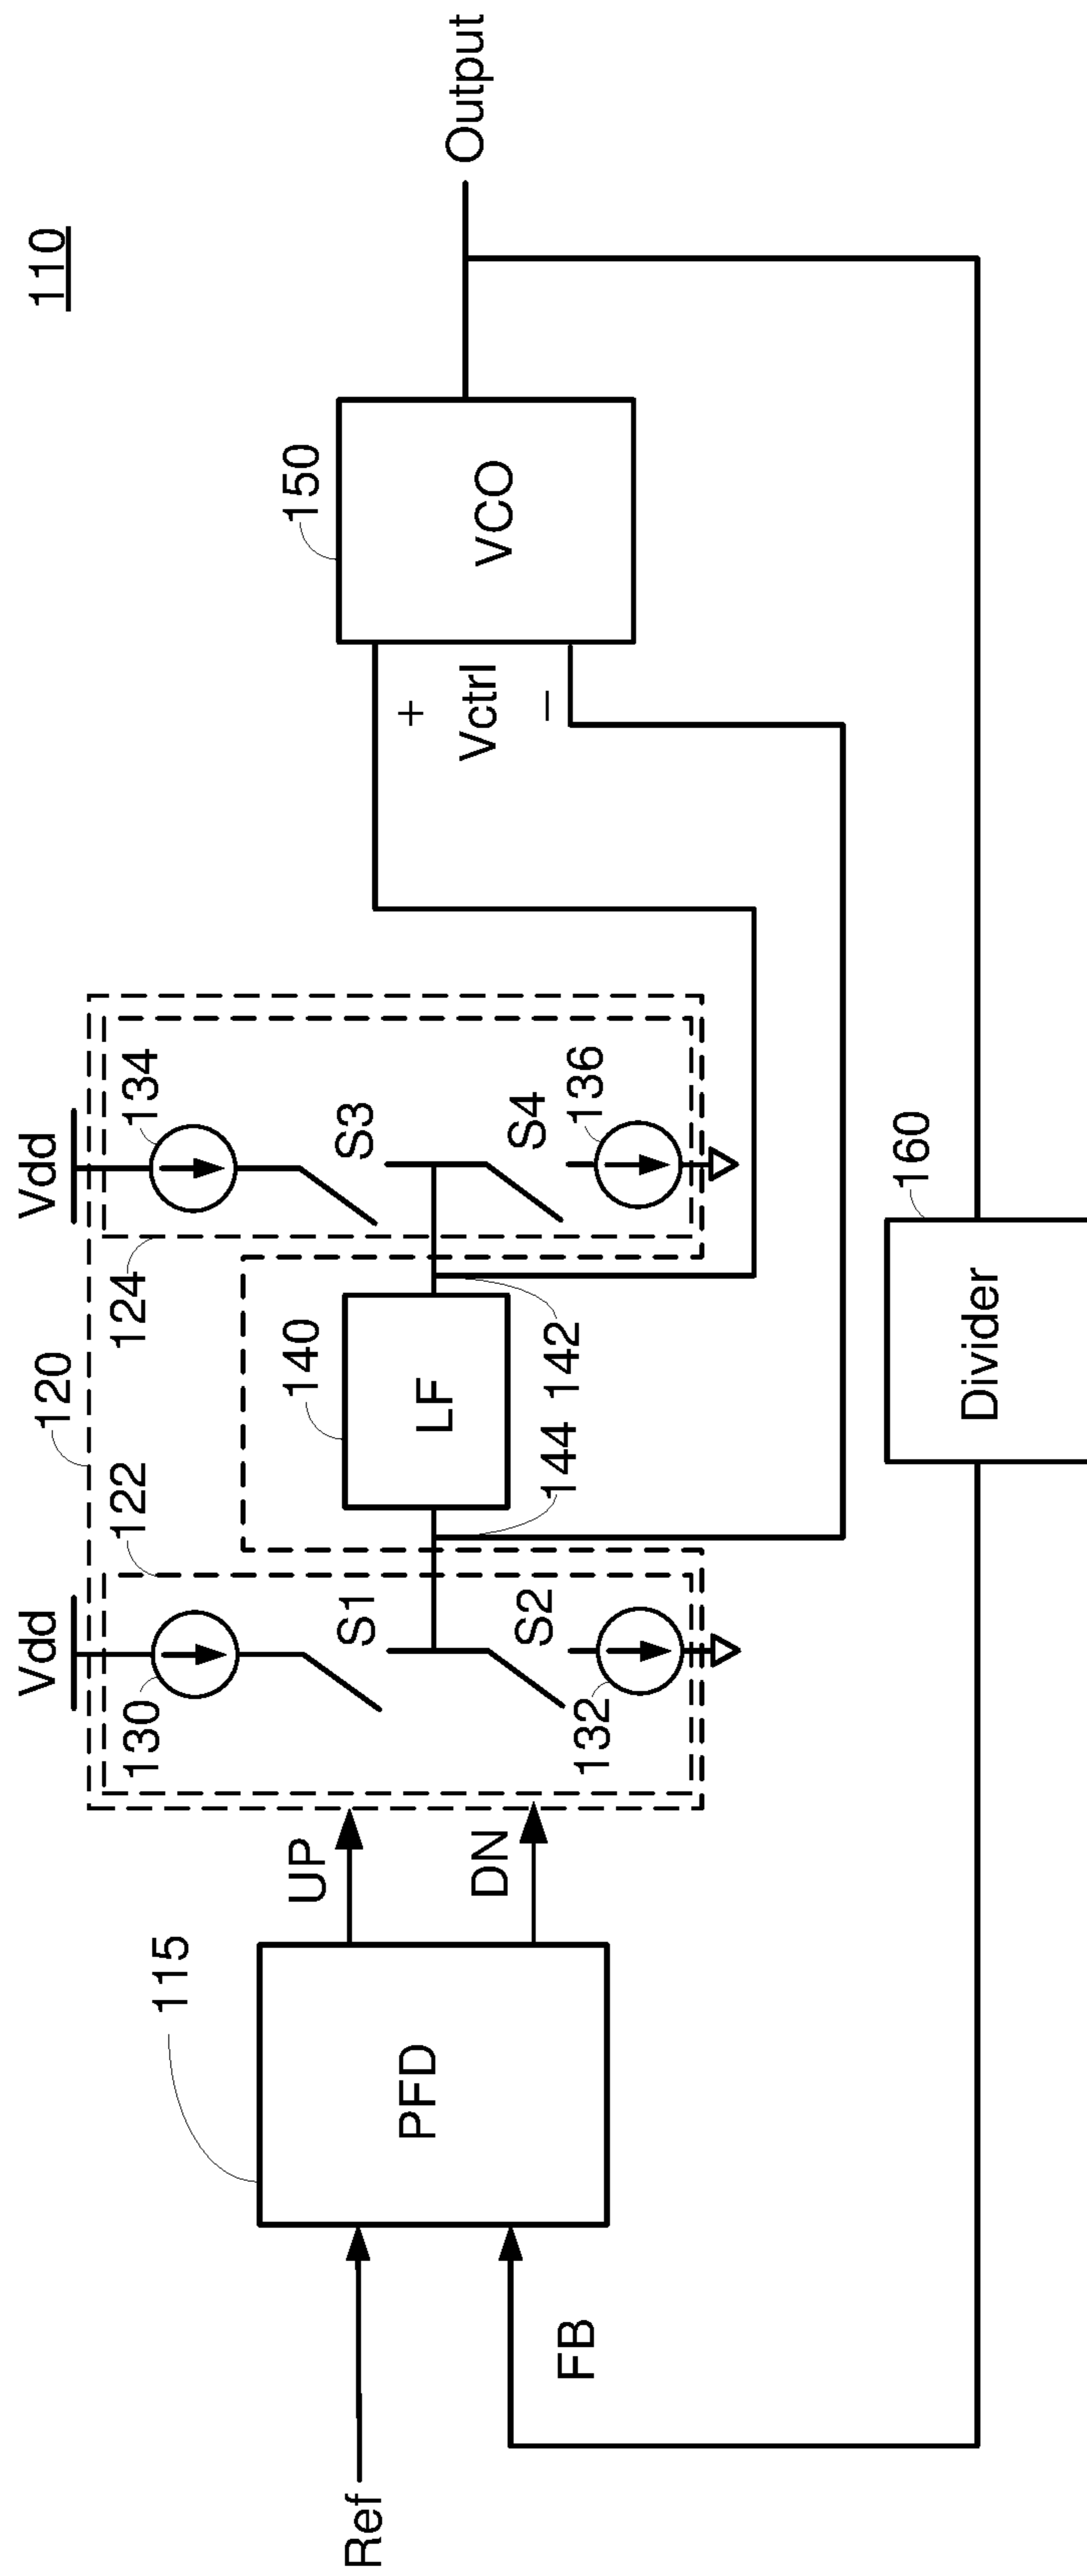 110
120
Vdd
Vdd
122
124
130
134
115
140
150
UP
S1
S3
Ref
PFD
LF
VCO
Output
+
Vctrl
−
DN
S2
S4
144
142
132
136
FB
160
Divider